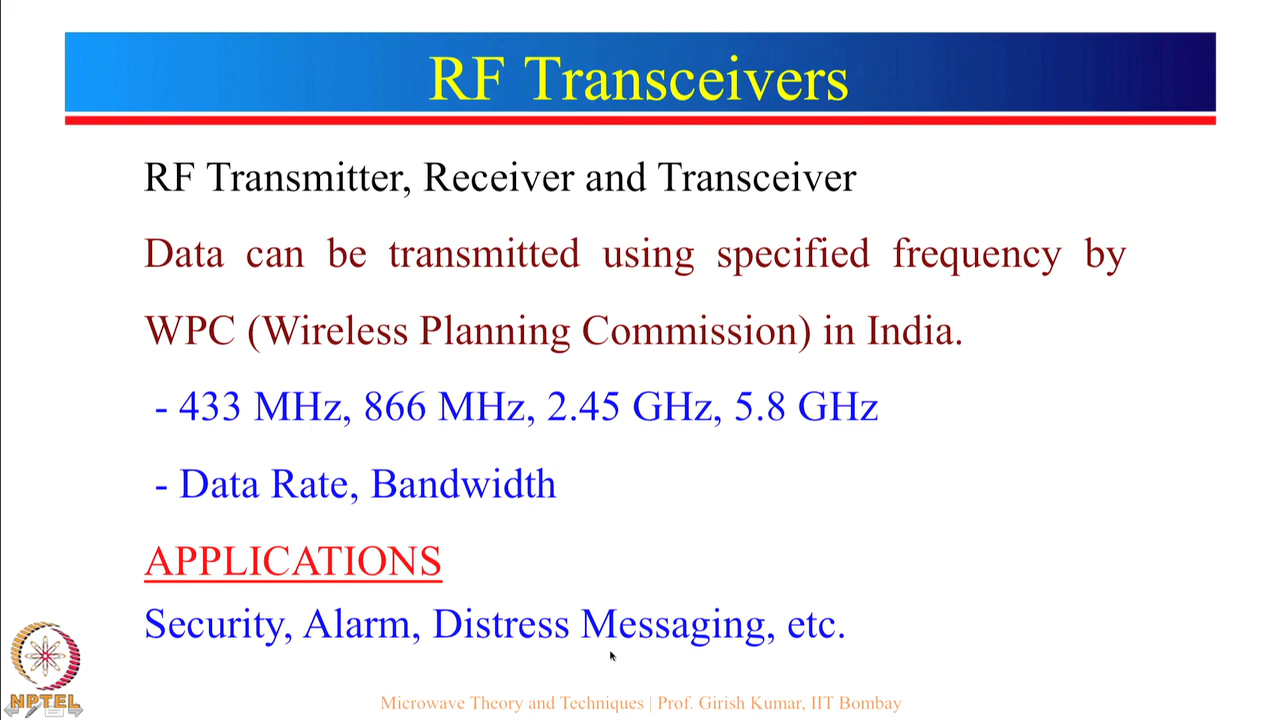 RF Transceivers
RF Transmitter, Receiver and Transceiver
Data can be transmitted using specified frequency by
WPC (Wireless Planning Commission) in India.
- 433 MHz, 866 MHz, 2.45 GHz, 5.8 GHz
- Data Rate, Bandwidth
APPLICATIONS
Security, Alarm, Distress Messaging, etc.
NPTEL
Microwave Theory and Techniques | Prof. Girish Kumar, IIT Bombay